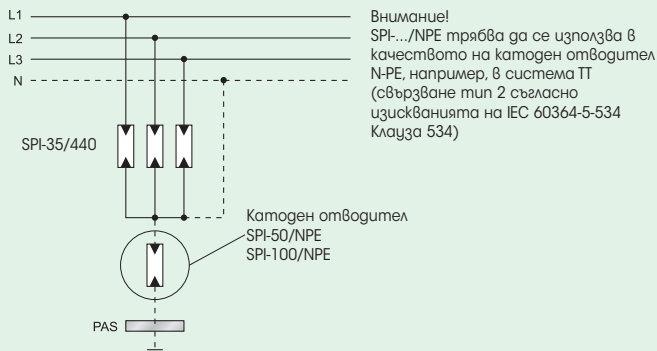 L1
L2
L3
N
Внимание!
SPI-.../NPE трябва да се използва в
качеството на катоден отводител
N-PE, например, в система TT
(свързване тип 2 съгласно
изискванията на IEC 60364-5-534
Клауза 534)
SPI-35/440
Катоден отводител
SPI-50/NPE
SPI-100/NPE
PAS